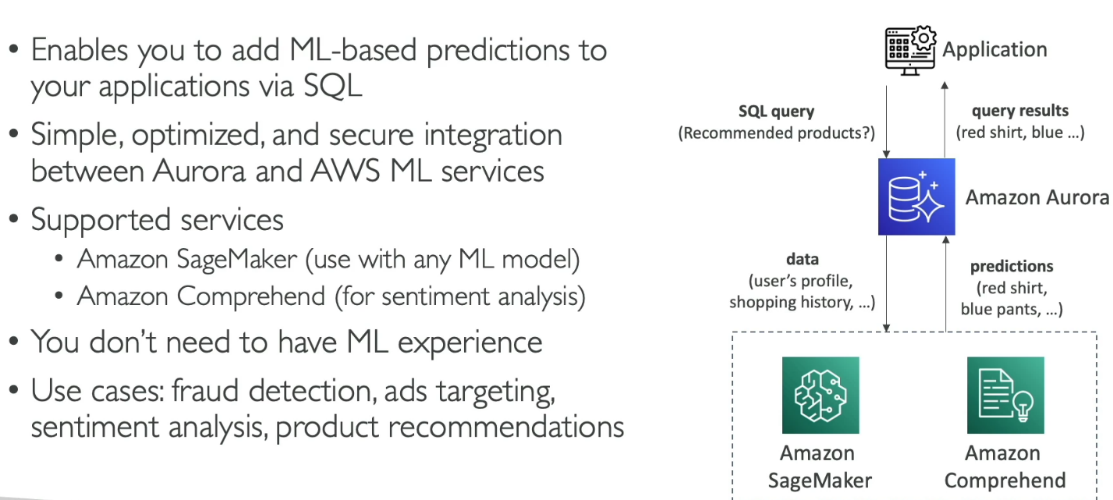 • Enables you to add ML-based predictions to
your applications via SQL
• Simple, optimized, and secure integration
between Aurora and AWS ML services
• Supported services
• Amazon SageMaker (use with any ML model)
• Amazon Comprehend (for sentiment analysis)
• You don't need to have ML experience
• Use cases: fraud detection, ads targeting,
sentiment analysis, product recommendations
Application
SQL query
(Recommended products?)
query results
(red shirt, blue ...)
Amazon Aurora
data
(user's profile,
shopping history, ...)
predictions
(red shirt,
blue pants, ...)
Amazon
SageMaker
Amazon
Comprehend